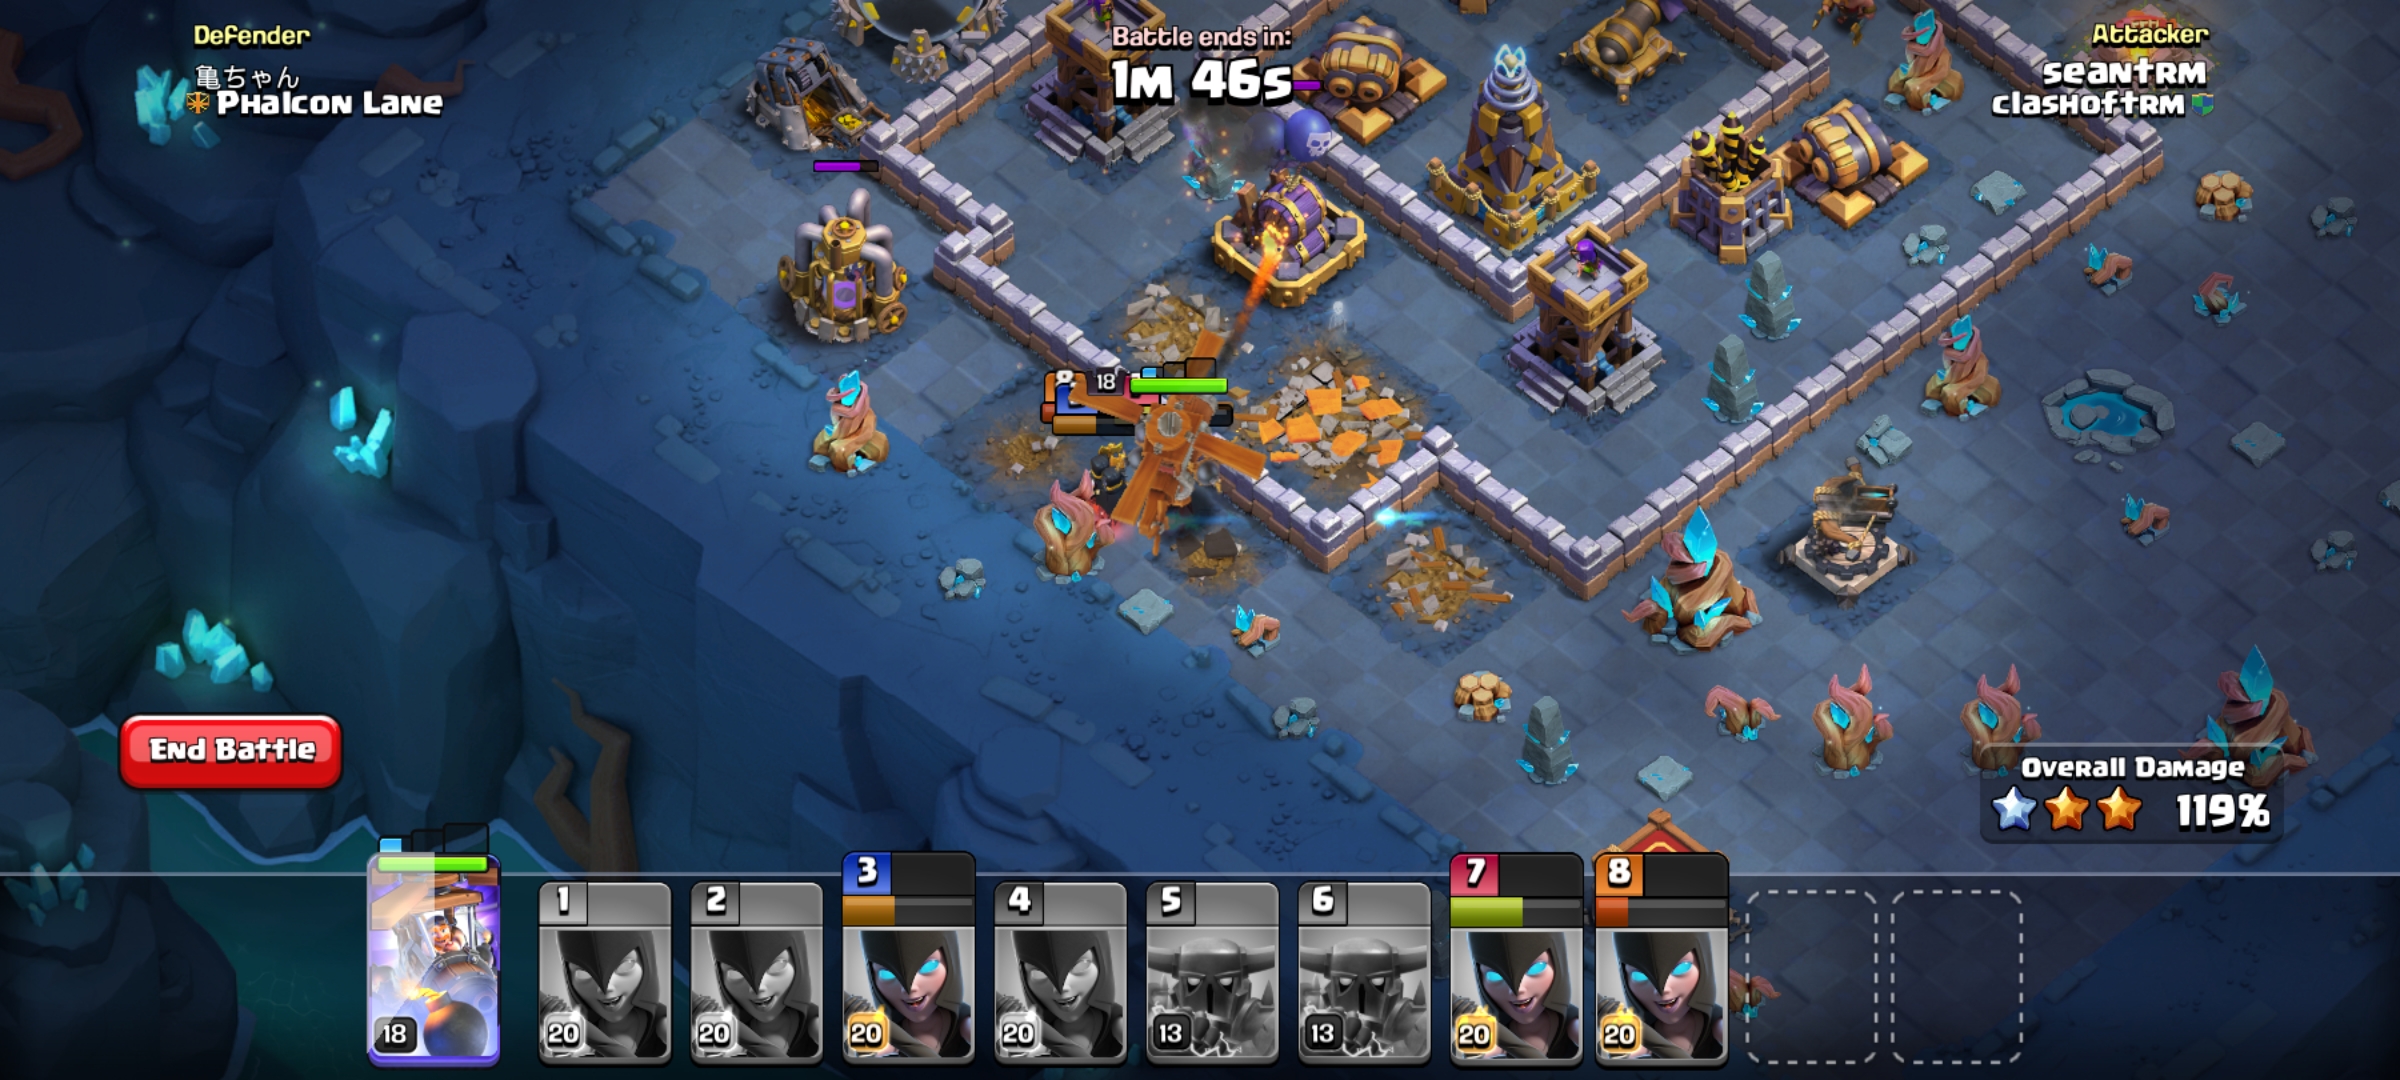 Defender
亀ちゃん
Phalcon Lane
Battle ends in:
1M 46s
Attacker
seantRM
clashoftRM
8
18
End Battle
Overall Damage
119%
18
1
20
2
20
3
20
4
20
5
13
6
13
7
20
8
20